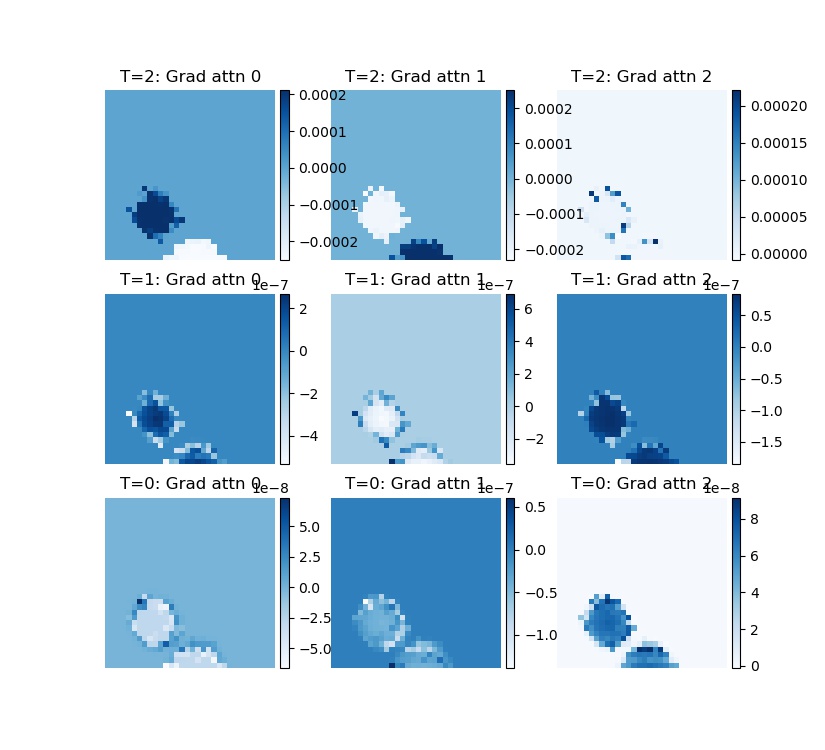 T=2: Grad attn 0
0.0002
0.0001
0.0000
−0.0001
−0.0002
T=2: Grad attn 1
0.0002
0.0001
0.0000
−0.0001
−0.0002
T=2: Grad attn 2
0.00020
0.00015
0.00010
0.00005
0.00000
T=1: Grad attn 0
1e−7
2
0
−2
−4
T=1: Grad attn 1
1e−7
6
4
2
0
−2
T=1: Grad attn 2
1e−7
0.5
0.0
−0.5
−1.0
−1.5
T=0: Grad attn 0
1e−8
5.0
2.5
0.0
−2.5
−5.0
T=0: Grad attn 1
1e−7
0.5
0.0
−0.5
−1.0
T=0: Grad attn 2
1e−8
8
6
4
2
0